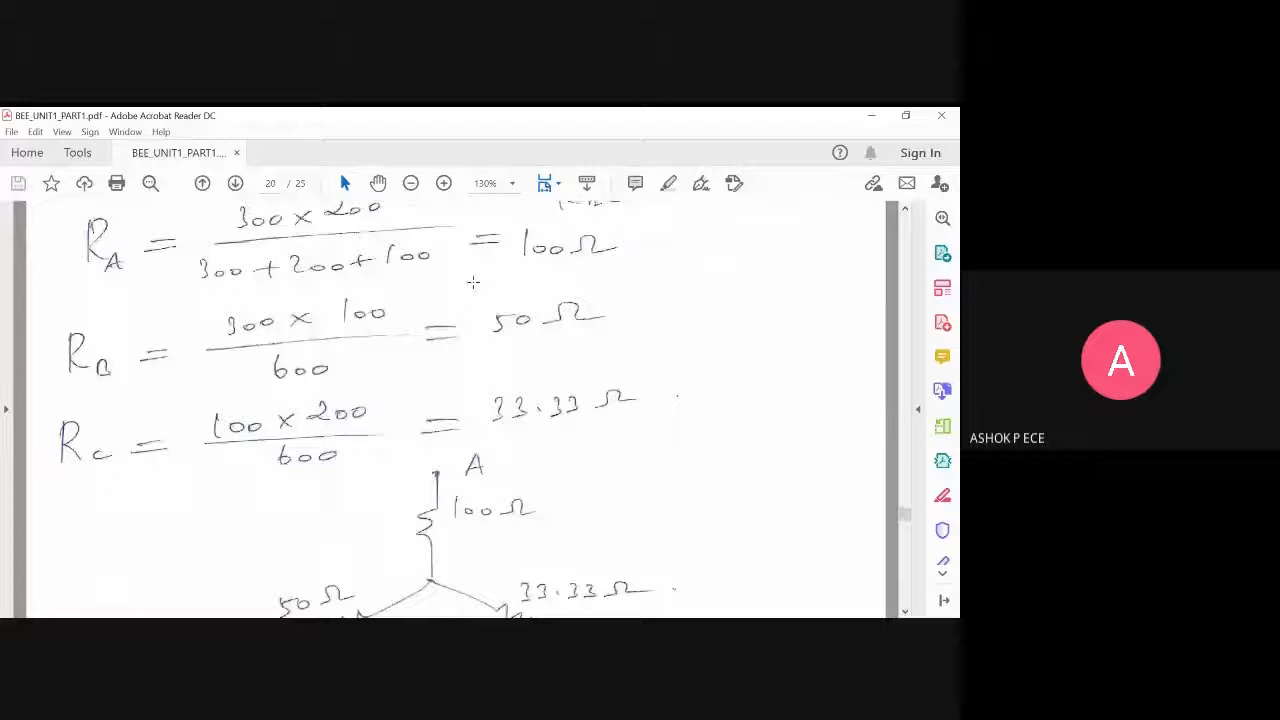 BEE_UNIT1_PART1.pdf - Adobe Acrobat Reader DC
File Edit View Sign Window Help
Home Tools BEE_UNIT1_PART1.... × Sign In
20 / 25 130%
R_A = 300 × 200 / 300 + 200 + 100 = 100 Ω
R_B = 300 × 100 / 600 = 50 Ω
R_C = 100 × 200 / 600 = 33.33 Ω
A
100 Ω
50 Ω 33.33 Ω
A
ASHOK P ECE